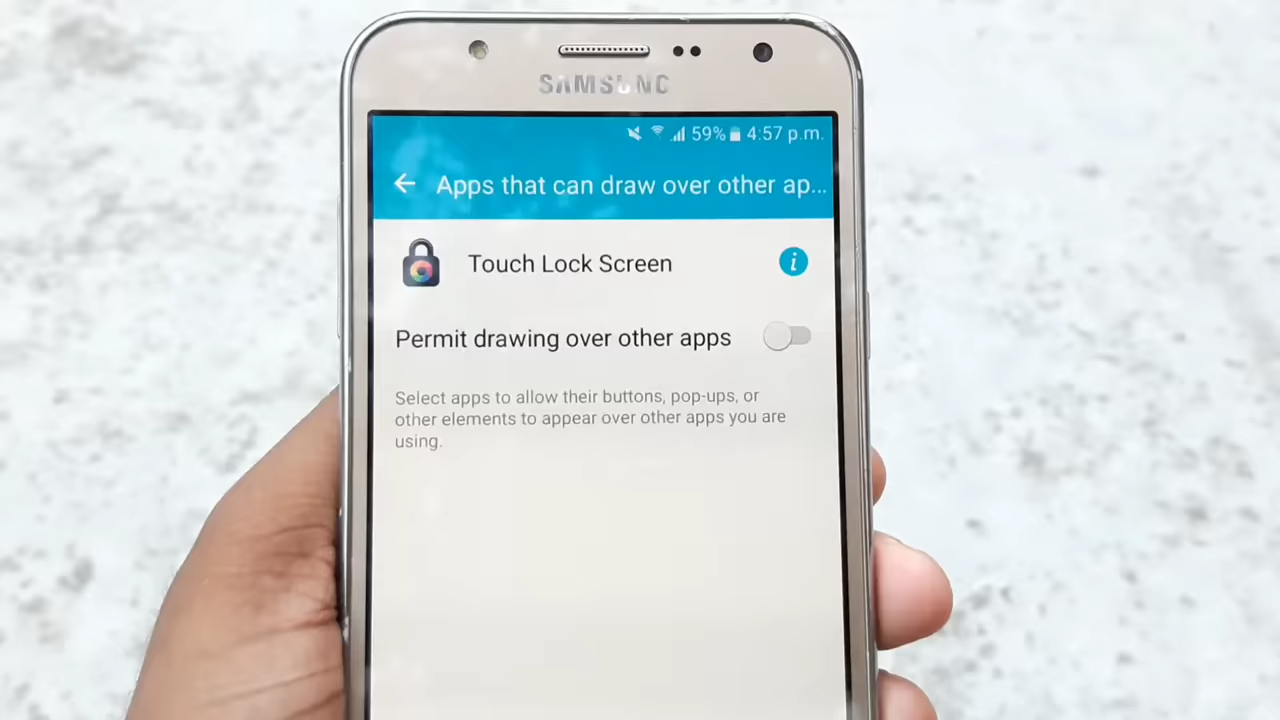 SAMSUNG
59% 4:57 p.m.
Apps that can draw over other ap...
Touch Lock Screen
i
Permit drawing over other apps
Select apps to allow their buttons, pop-ups, or
other elements to appear over other apps you are
using.